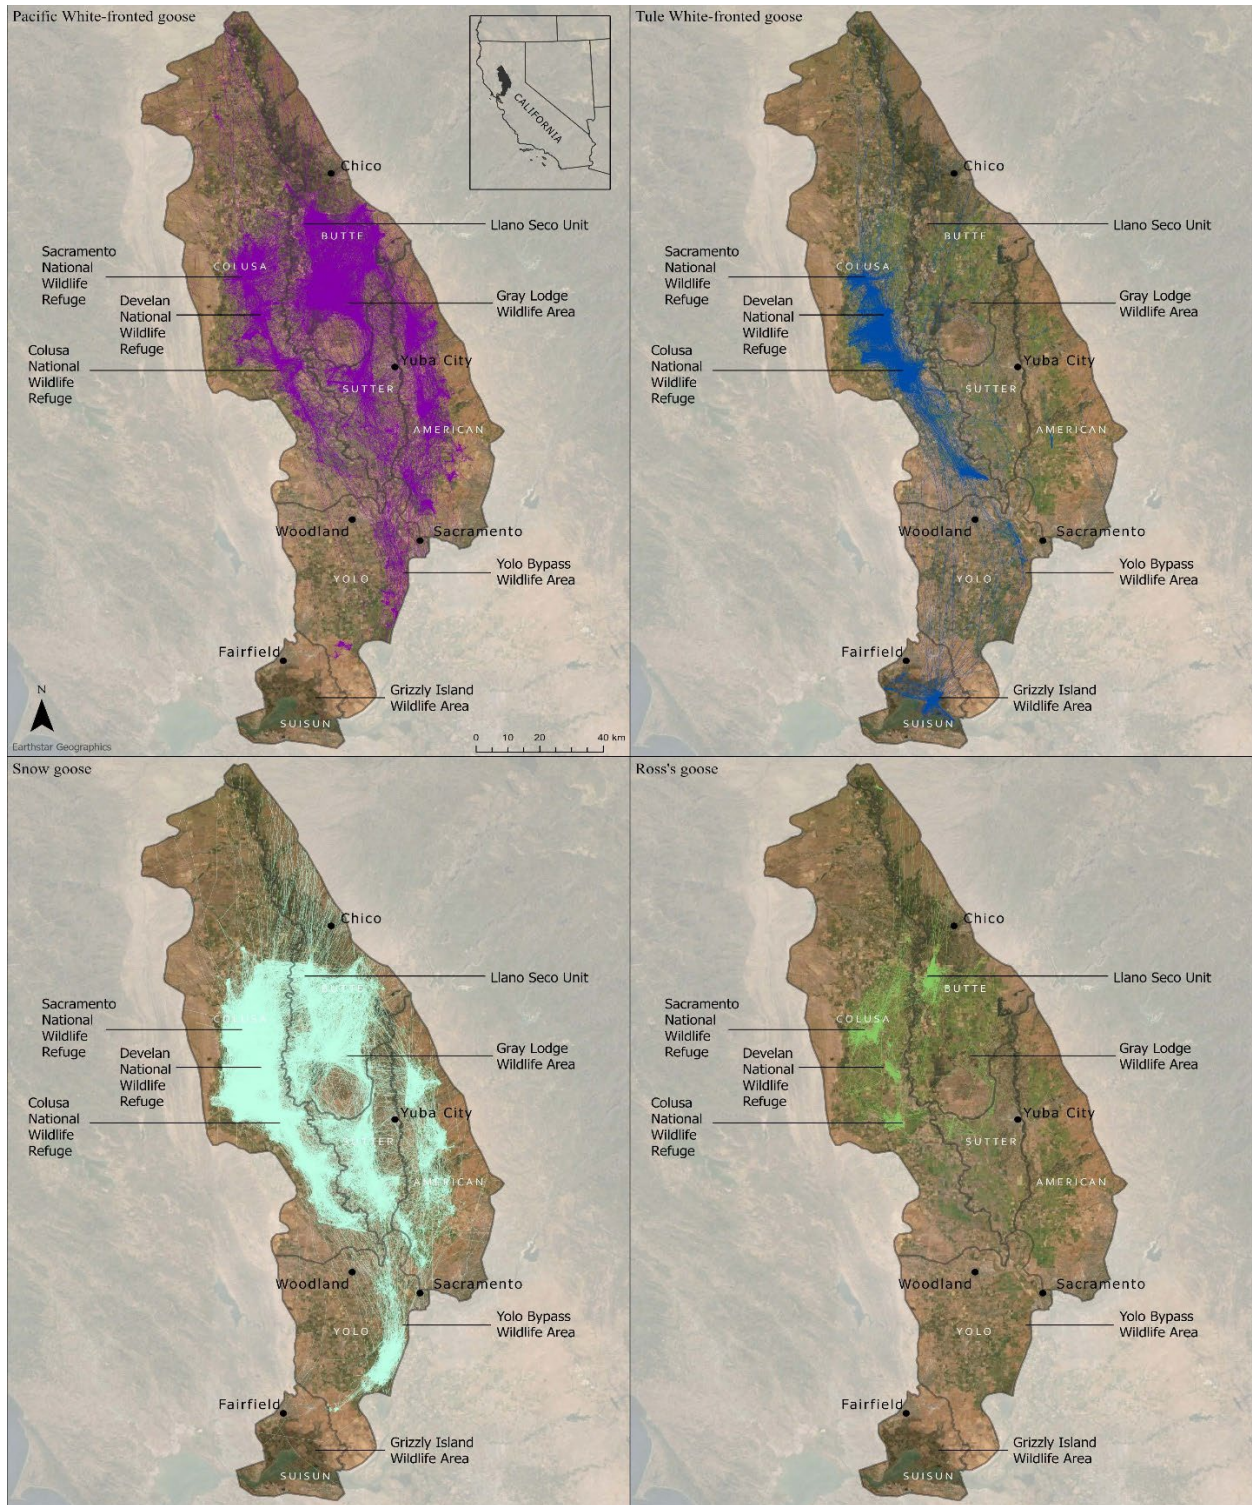 Pacific White-fronted goose
CALIFORNIA
Chico
Llano Seco Unit
BUTTE
Sacramento
National
Wildlife
Refuge
COLUSA
Develan
National
Wildlife
Refuge
Gray Lodge
Wildlife Area
Colusa
National
Wildlife
Refuge
Yuba City
SUTTER
AMERICAN
Woodland
Sacramento
Yolo Bypass
Wildlife Area
YOLO
Fairfield
Grizzly Island
Wildlife Area
SUISUN
N
Earthstar Geographics
0 10 20 40 km
Tule White-fronted goose
Chico
Llano Seco Unit
BUTTE
Sacramento
National
Wildlife
Refuge
COLUSA
Develan
National
Wildlife
Refuge
Gray Lodge
Wildlife Area
Colusa
National
Wildlife
Refuge
Yuba City
SUTTER
AMERICAN
Woodland
Sacramento
Yolo Bypass
Wildlife Area
YOLO
Fairfield
Grizzly Island
Wildlife Area
SUISUN
Snow goose
Chico
Llano Seco Unit
BUTTE
Sacramento
National
Wildlife
Refuge
COLUSA
Develan
National
Wildlife
Refuge
Gray Lodge
Wildlife Area
Colusa
National
Wildlife
Refuge
Yuba City
SUTTER
AMERICAN
Woodland
Sacramento
Yolo Bypass
Wildlife Area
YOLO
Fairfield
Grizzly Island
Wildlife Area
SUISUN
Ross's goose
Chico
Llano Seco Unit
BUTTE
Sacramento
National
Wildlife
Refuge
COLUSA
Develan
National
Wildlife
Refuge
Gray Lodge
Wildlife Area
Colusa
National
Wildlife
Refuge
Yuba City
SUTTER
AMERICAN
Woodland
Sacramento
Yolo Bypass
Wildlife Area
YOLO
Fairfield
Grizzly Island
Wildlife Area
SUISUN